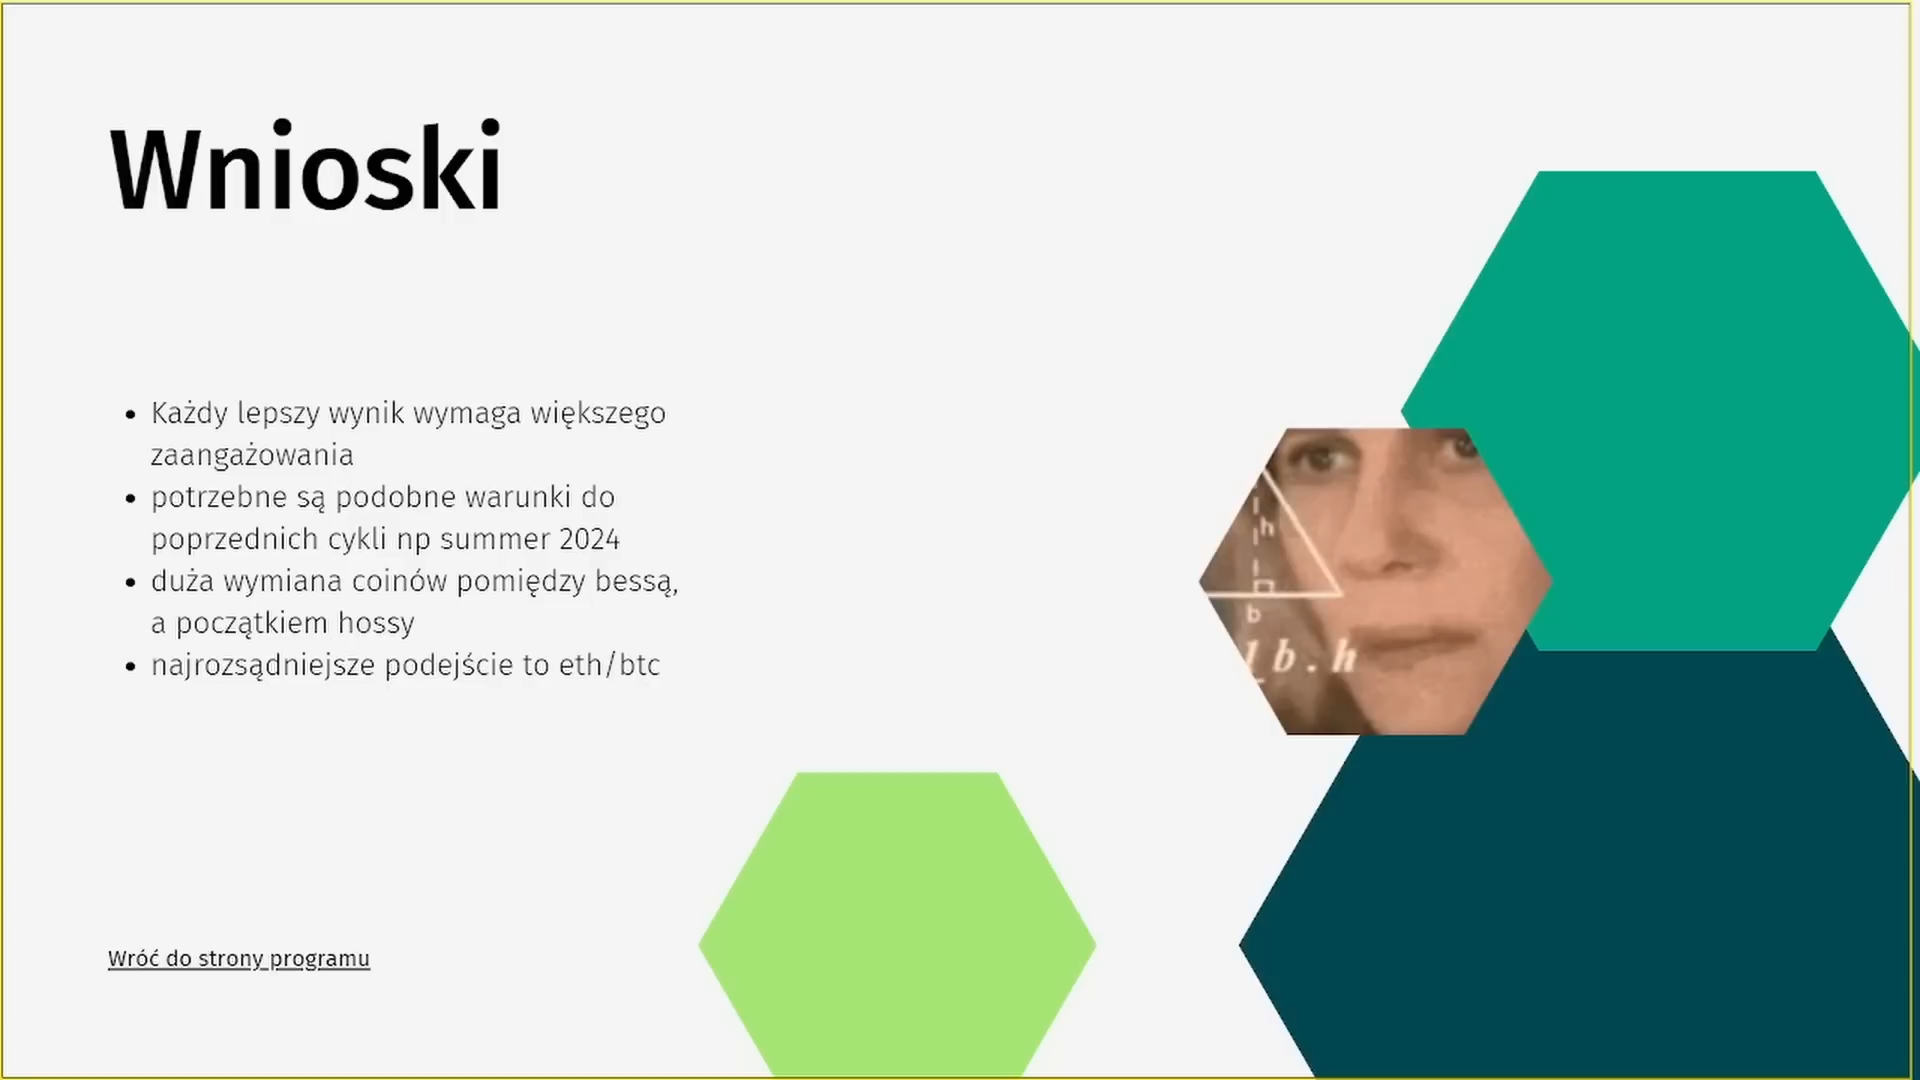 Wnioski
• Każdy lepszy wynik wymaga większego
zaangażowania
• potrzebne są podobne warunki do
poprzednich cykli np summer 2024
• duża wymiana coinów pomiędzy bessą,
a początkiem hossy
• najrozsądniejsze podejście to eth/btc
h
b
1 b . h
Wróć do strony programu